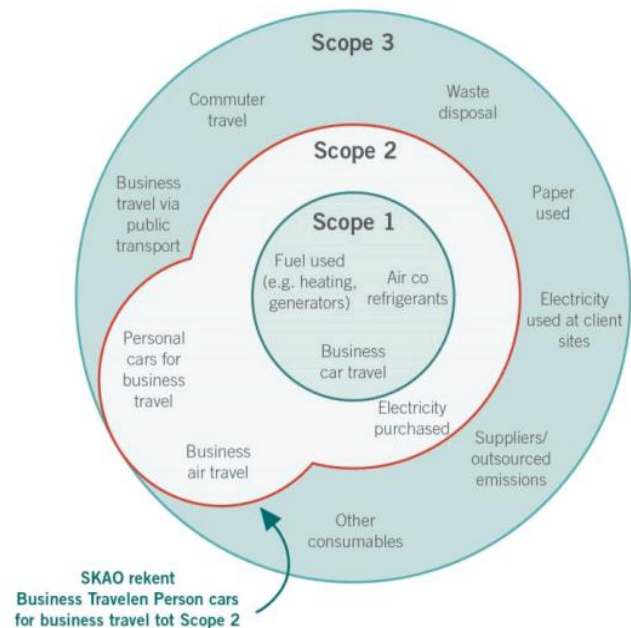 Scope 3
Commuter
travel
Waste
disposal
Scope 2
Business
travel via
public
transport
Paper
used
Scope 1
Fuel used
(e.g. heating,
generators)
Air co
refrigerants
Electricity
used at client
sites
Personal
cars for
business
travel
Business
car travel
Electricity
purchased
Business
air travel
Suppliers/
outsourced
emissions
Other
consumables
SKAO rekent
Business Travelen Person cars
for business travel tot Scope 2